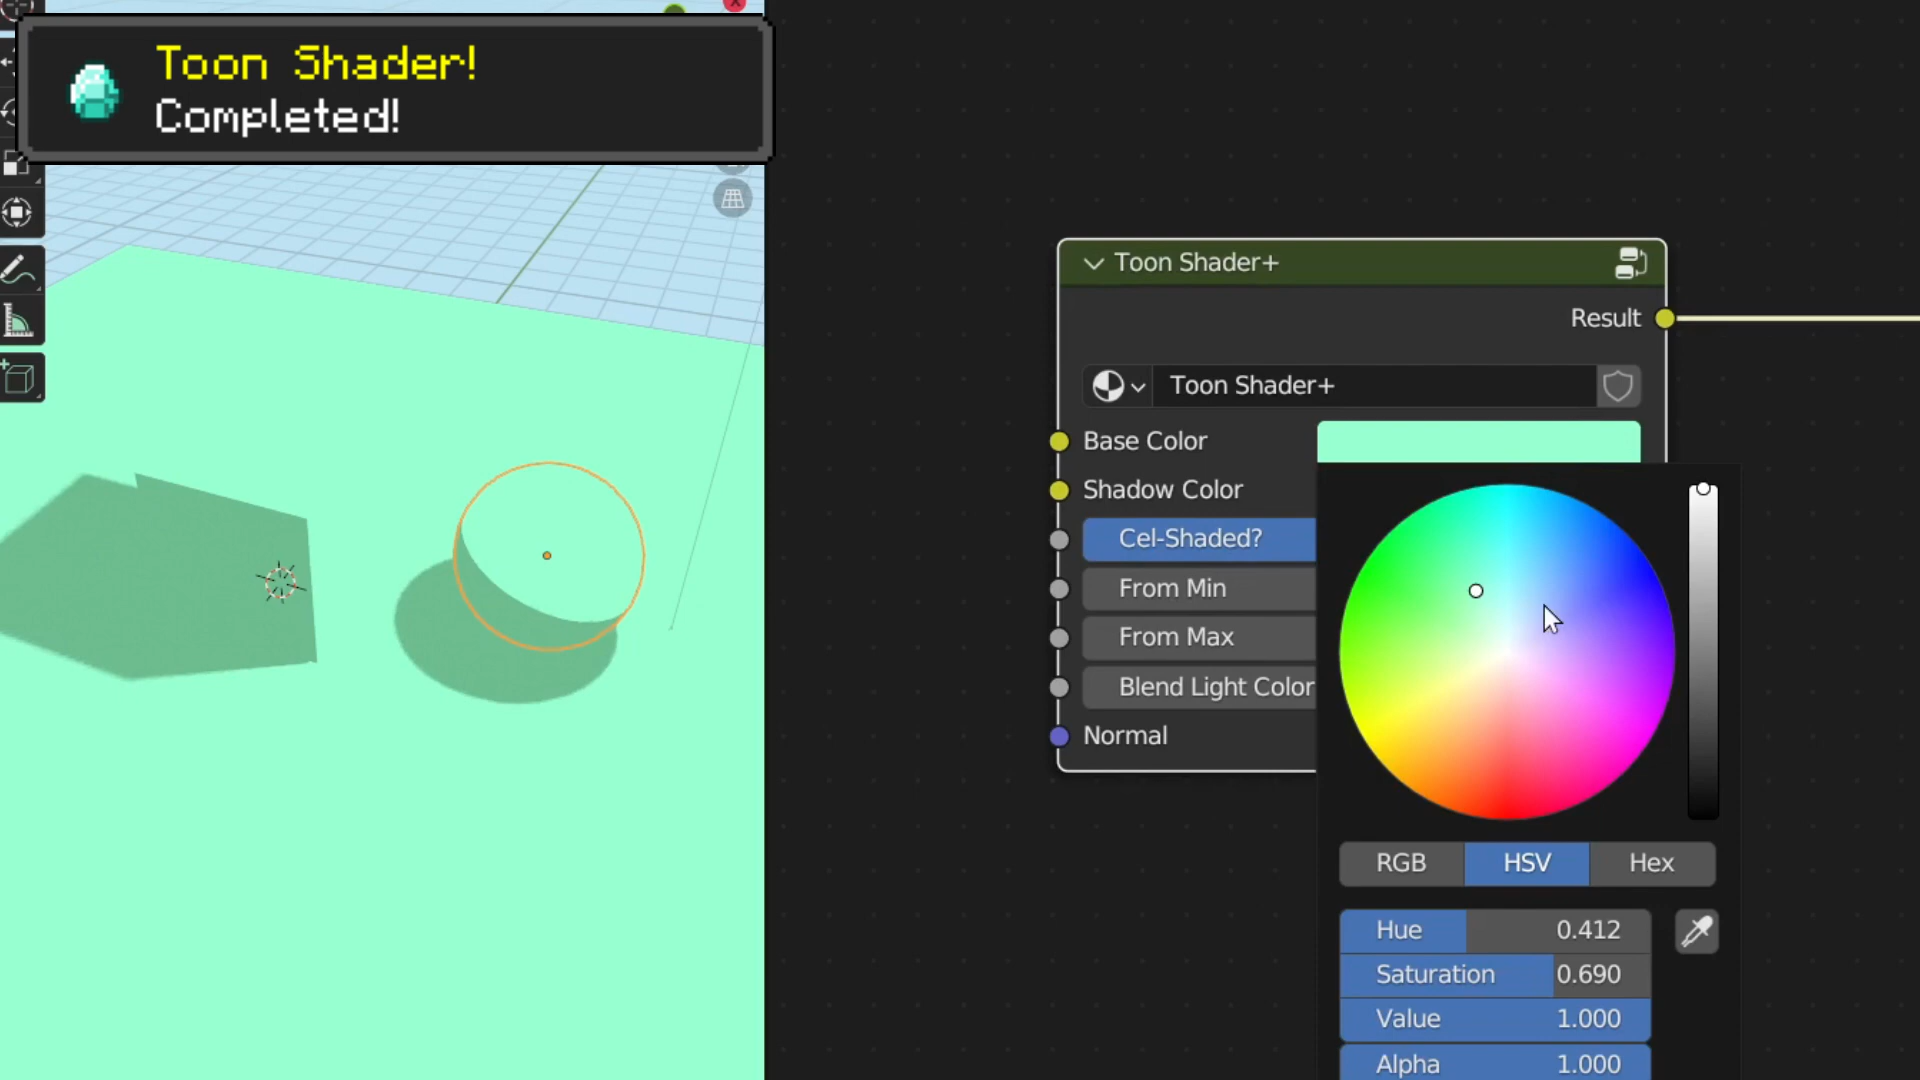 Toon Shader!
Completed!
X
Toon Shader+
Result
Toon Shader+
Base Color
Shadow Color
Cel-Shaded?
From Min
From Max
Blend Light Color
Normal
RGB HSV Hex
Hue 0.412
Saturation 0.690
Value 1.000
Alpha 1.000